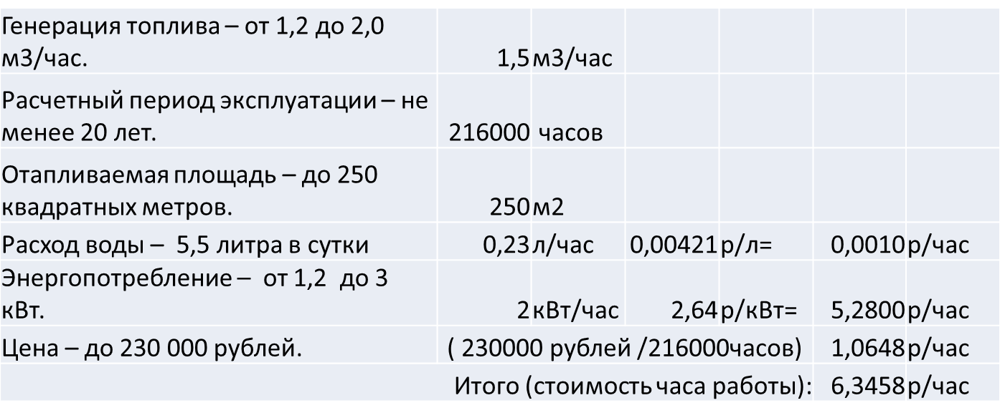 Генерация топлива – от 1,2 до 2,0
м3/час. 1,5 м3/час
Расчетный период эксплуатации – не
менее 20 лет. 216000 часов
Отапливаемая площадь – до 250
квадратных метров. 250 м2
Расход воды – 5,5 литра в сутки 0,23 л/час 0,00421 р/л= 0,0010 р/час
Энергопотребление – от 1,2 до 3
кВт. 2 кВт/час 2,64 р/кВт= 5,2800 р/час
Цена – до 230 000 рублей. ( 230000 рублей /216000часов) 1,0648 р/час
Итого (стоимость часа работы): 6,3458 р/час